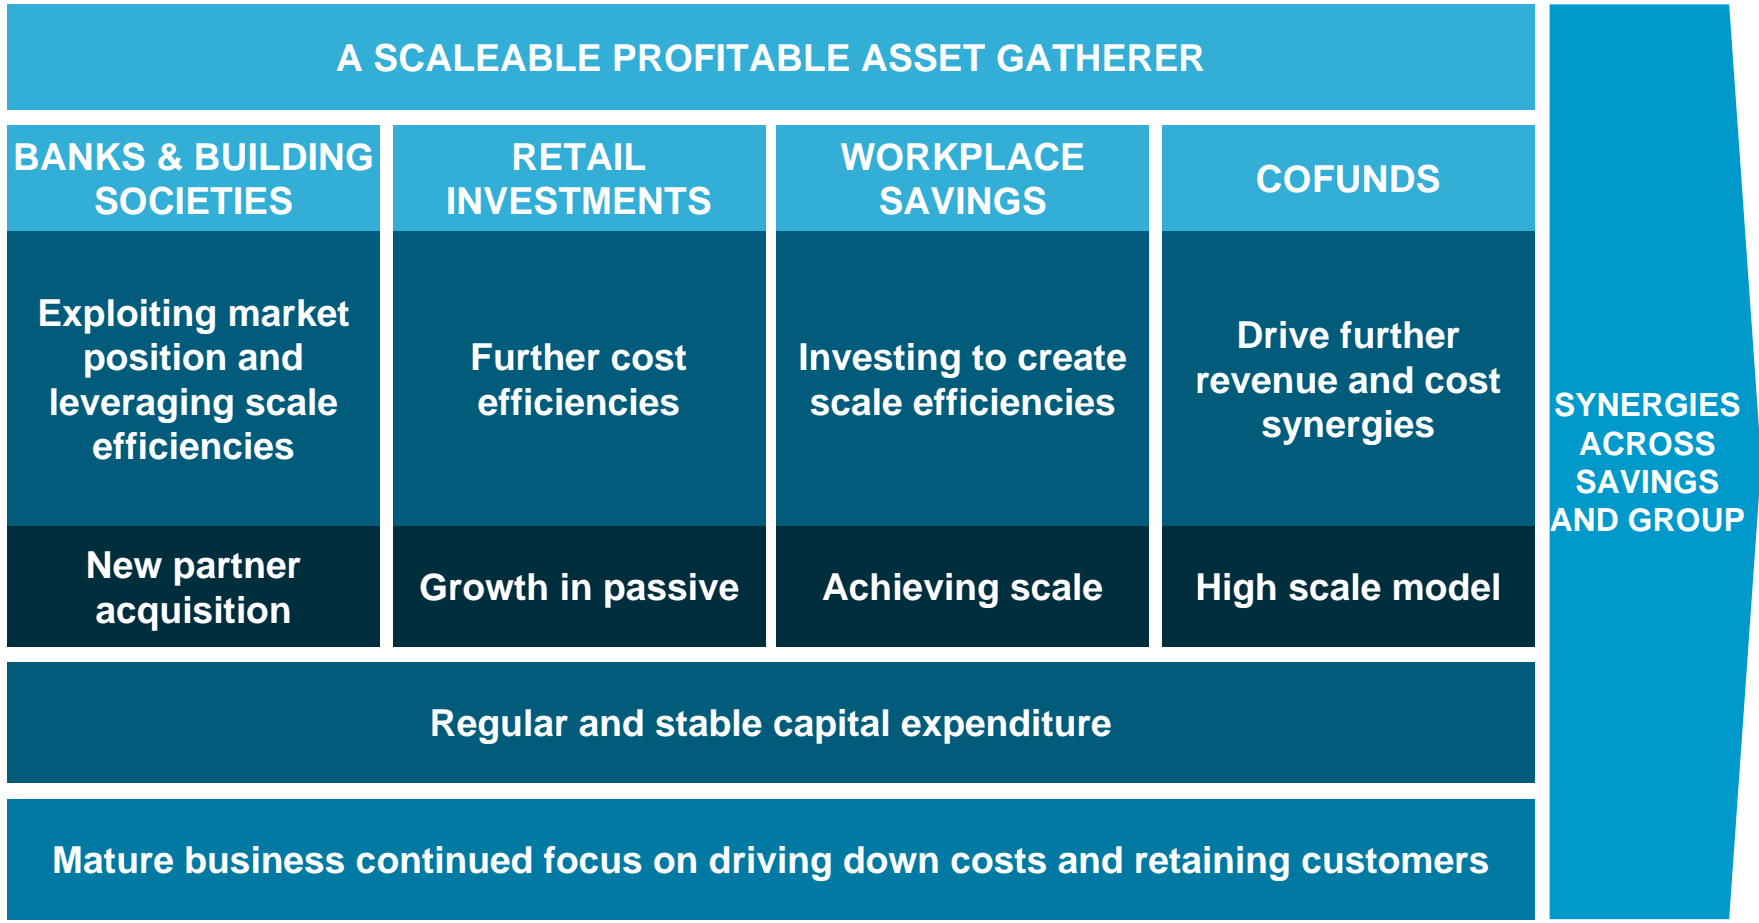 A SCALEABLE PROFITABLE ASSET GATHERER
BANKS & BUILDING
SOCIETIES
RETAIL
INVESTMENTS
WORKPLACE
SAVINGS
COFUNDS
Exploiting market
position and
leveraging scale
efficiencies
Further cost
efficiencies
Investing to create
scale efficiencies
Drive further
revenue and cost
synergies
New partner
acquisition
Growth in passive
Achieving scale
High scale model
Regular and stable capital expenditure
Mature business continued focus on driving down costs and retaining customers
SYNERGIES
ACROSS
SAVINGS
AND GROUP